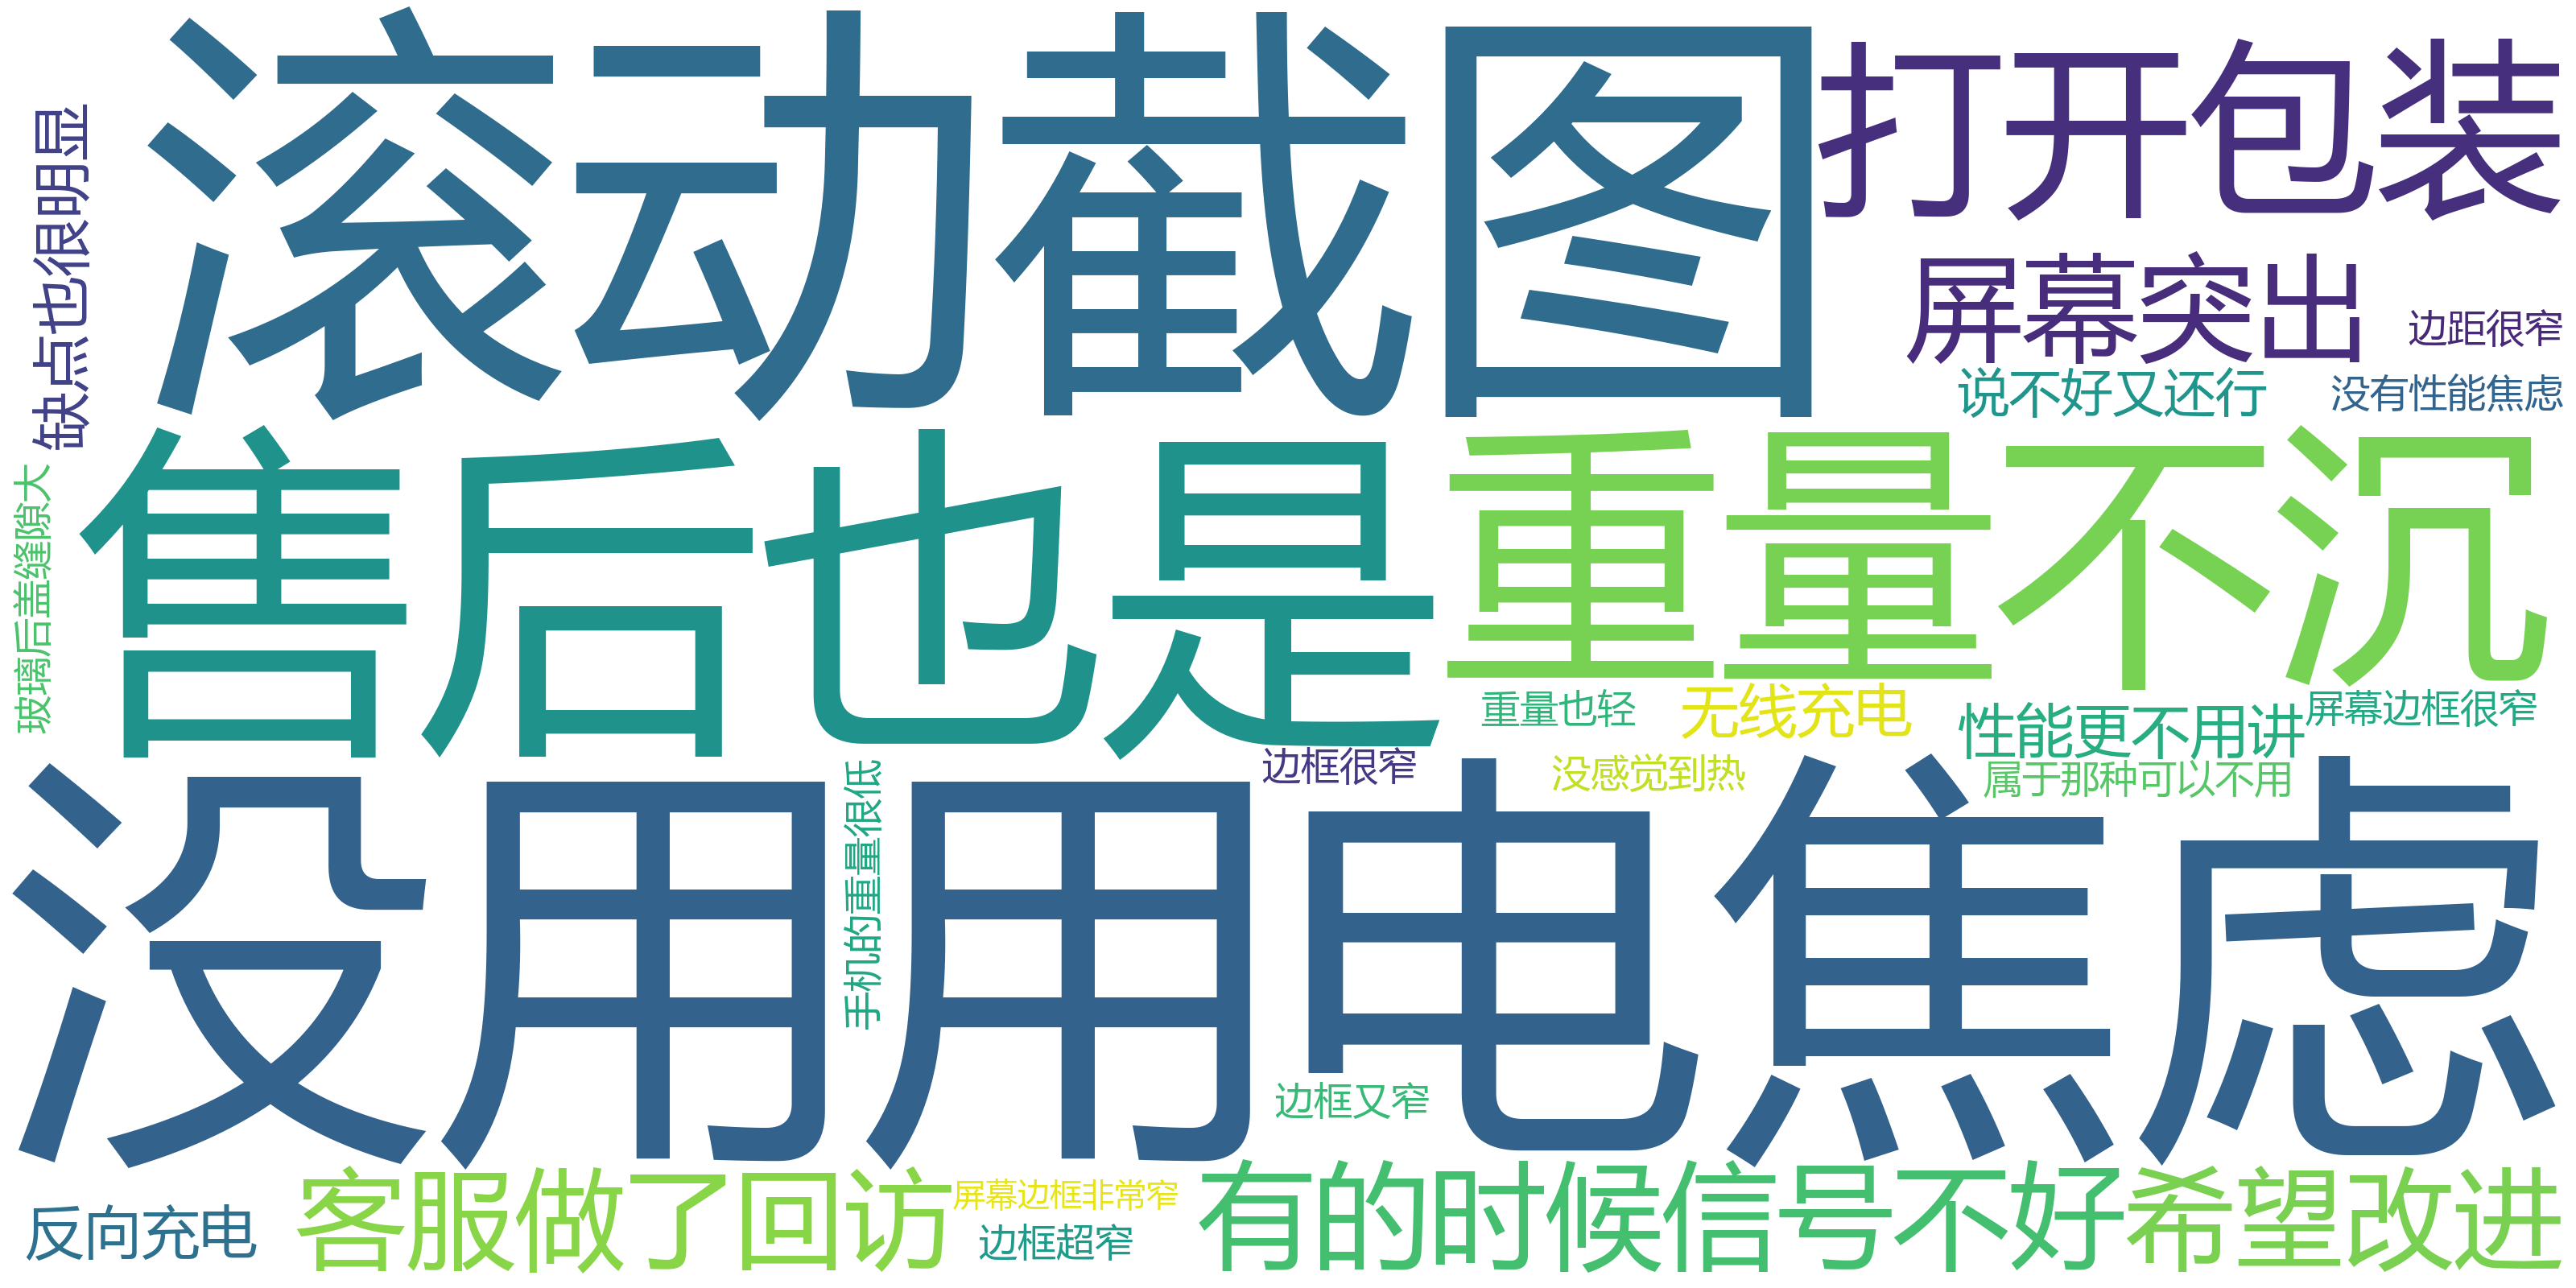 滚动截图
打开包装
缺点也很明显
屏幕突出
边距很窄
说不好又还行
没有性能焦虑
售后也是
重量不沉
玻璃后盖缝隙大
重量也轻
无线充电
性能更不用讲
屏幕边框很窄
边框很窄
没感觉到热
属于那种可以不用
没用用电焦虑
手机的重量很低
边框又窄
反向充电
客服做了回访
屏幕边框非常窄
边框超窄
有的时候信号不好
希望改进